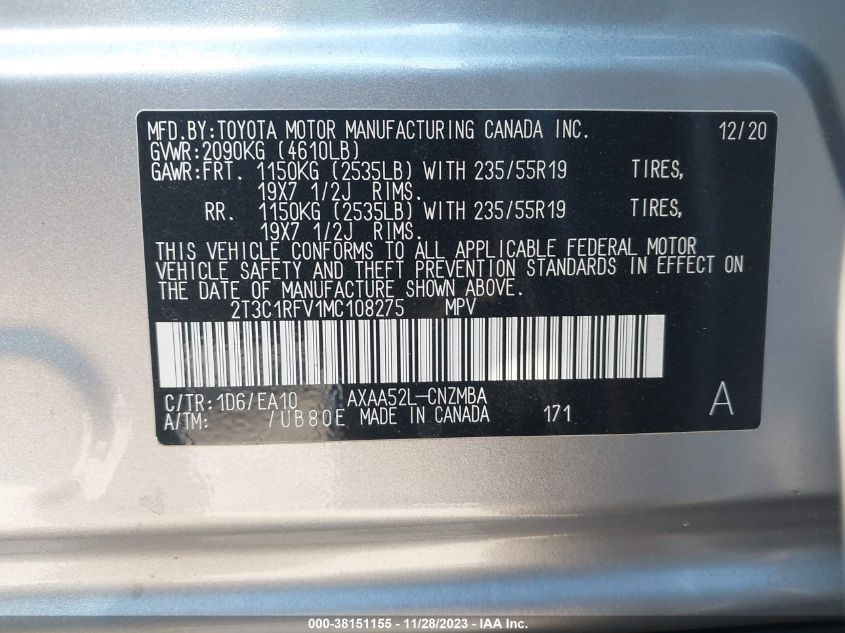 MFD.BY:TOYOTA MOTOR MANUFACTURING CANADA INC. 12/20
GVWR:2090KG (4610LB)
GAWR:FRT. 1150KG (2535LB) WITH 235/55R19 TIRES,
19X7 1/2J RIMS.
RR. 1150KG (2535LB) WITH 235/55R19 TIRES,
19X7 1/2J RIMS.
THIS VEHICLE CONFORMS TO ALL APPLICABLE FEDERAL MOTOR
VEHICLE SAFETY AND THEFT PREVENTION STANDARDS IN EFFECT ON
THE DATE OF MANUFACTURE SHOWN ABOVE.
2T3C1RFV1MC108275 MPV
C/TR:1D6/EA10 AXAA52L-CNZMBA
A/TM: /UB80E MADE IN CANADA 171 A
000-38151155 - 11/28/2023 - IAA Inc.